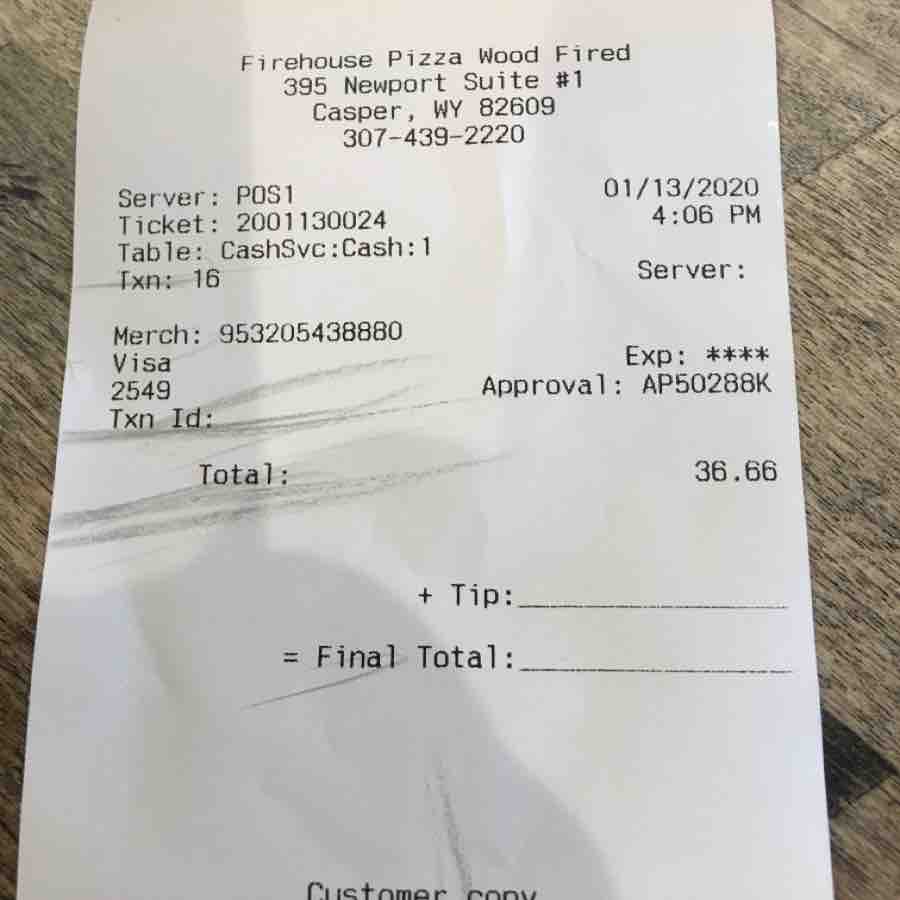 Firehouse Pizza Wood Fired
395 Newport Suite #1
Casper, WY 82609
307-439-2220
Server: POS1 01/13/2020
Ticket: 2001130024 4:06 PM
Table: CashSvc:Cash:1
Txn: 16 Server:
Merch: 953205438880
Visa Exp: ****
2549 Approval: AP50288K
Txn Id:
Total: 36.66
+ Tip:
= Final Total:
Customer copy